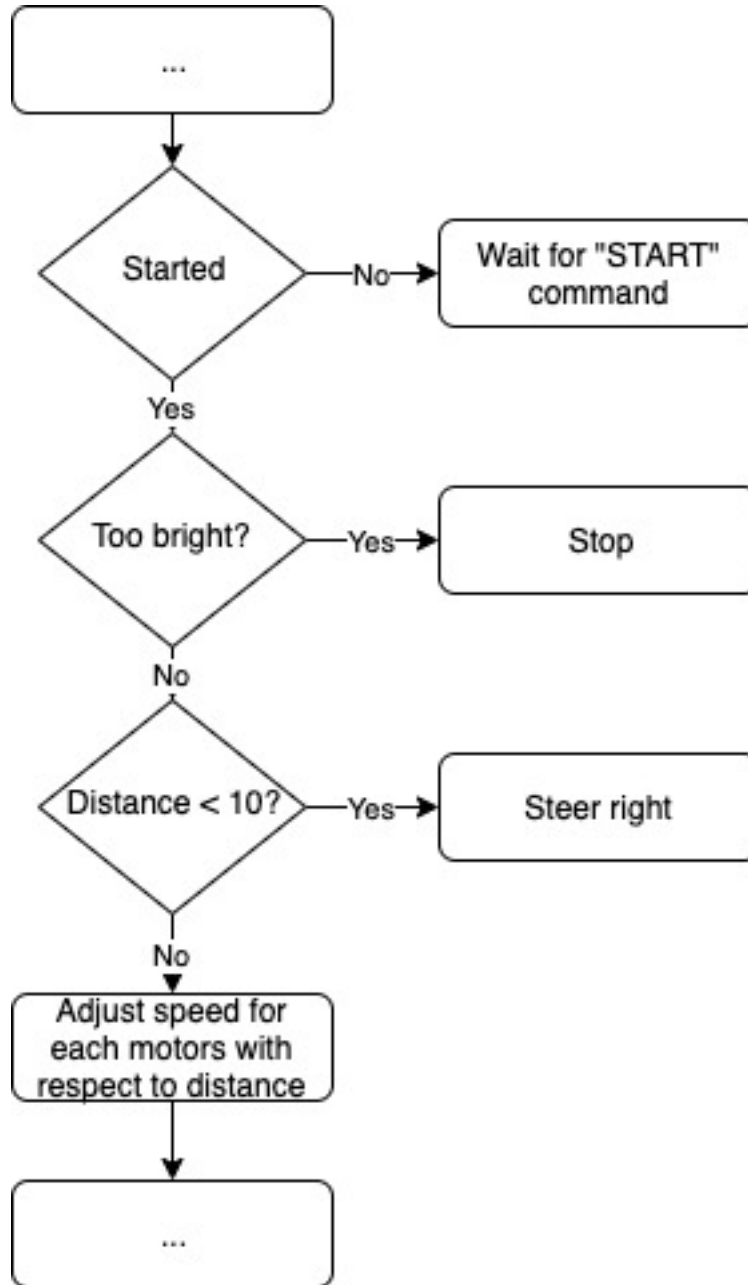 ...
Started
No
Wait for "START"
command
Yes
Too bright?
Yes
Stop
No
Distance < 10?
Yes
Steer right
No
Adjust speed for
each motors with
respect to distance
...